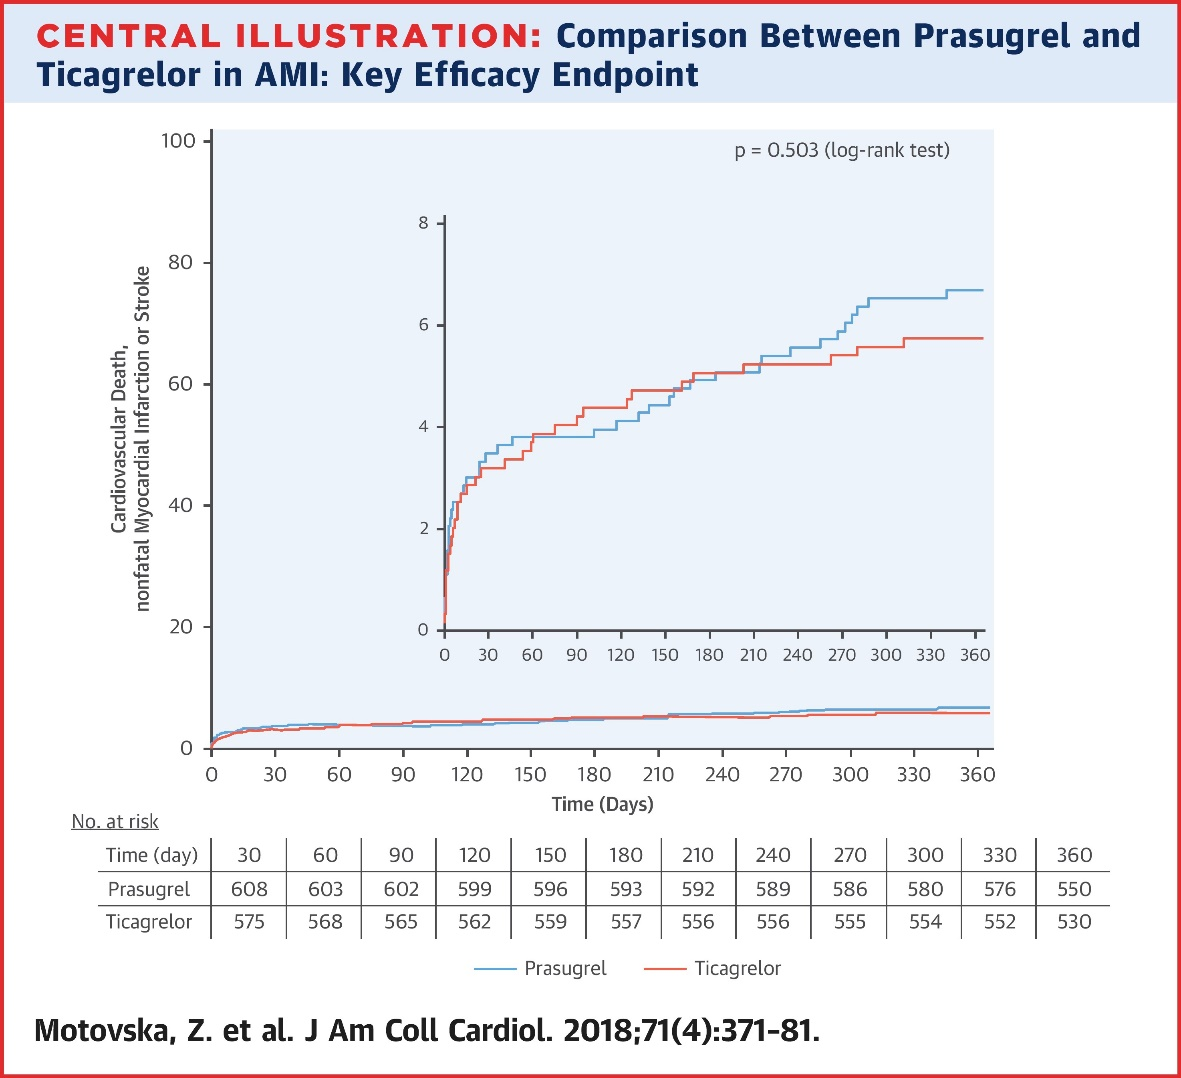 CENTRAL ILLUSTRATION: Comparison Between Prasugrel and
Ticagrelor in AMI: Key Efficacy Endpoint
p = 0.503 (log-rank test)
Cardiovascular Death,
nonfatal Myocardial Infarction or Stroke
100
80
60
40
20
0
8
6
4
2
0
0 30 60 90 120 150 180 210 240 270 300 330 360
0 30 60 90 120 150 180 210 240 270 300 330 360
Time (Days)
No. at risk
Time (day) 30 60 90 120 150 180 210 240 270 300 330 360
Prasugrel 608 603 602 599 596 593 592 589 586 580 576 550
Ticagrelor 575 568 565 562 559 557 556 556 555 554 552 530
Prasugrel Ticagrelor
Motovska, Z. et al. J Am Coll Cardiol. 2018;71(4):371–81.